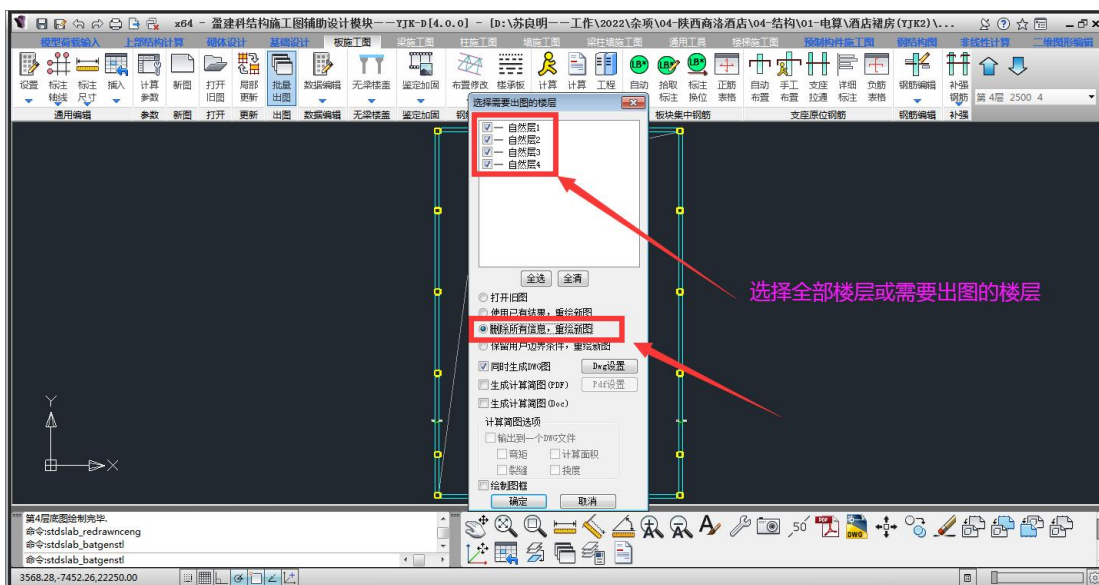 x64 - 盈建科结构施工图辅助设计模块--YJK-D[4.0.0] - [D:\苏良明--工作\2022\杂项\04-陕西商洛酒店\04-结构\01-电算\酒店裙房(YJK2)\...
模型荷载输入 上部结构计算 砌体设计 基础设计 板施工图 梁施工图 柱施工图 墙施工图 梁柱墙施工图 通用工具 楼梯施工图 预制构件施工图 钢结构图 非线性计算 二维图形编辑
设置 标注轴线 标注尺寸 插入 计算参数 新图 打开旧图 局部更新 批量出图 数据编辑 无梁楼盖 鉴定加固 布置修改 楼承板 计算 计算 工程 自动 拾取标注 标注换位 正筋表格 自动布置 手工布置 支座拉通 详细标注 负筋表格 钢筋编辑 补强钢筋 第 4层 2500 4
通用编辑 参数 新图 打开 更新 出图 数据编辑 无梁楼盖 鉴定加固 板块集中钢筋 支座原位钢筋 钢筋编辑 补强
选择需要出图的楼层
自然层1
自然层2
自然层3
自然层4
全选 全清
选择全部楼层或需要出图的楼层
打开旧图
使用已有结果，重绘新图
删除所有信息，重绘新图
保留用户边界条件，重绘新图
同时生成DWG图 Dwg设置
生成计算简图(PDF) Pdf设置
生成计算简图(Doc)
计算简图选项
输出到一个DWG文件
弯矩 计算面积
裂缝 挠度
绘制图框
确定 取消
Y
X
第4层底图绘制完毕.
命令:stdslab_redrawnceng
命令:stdslab_batgenstl
命令:stdslab_batgenstl
3568.28,-7452.26,22250.00